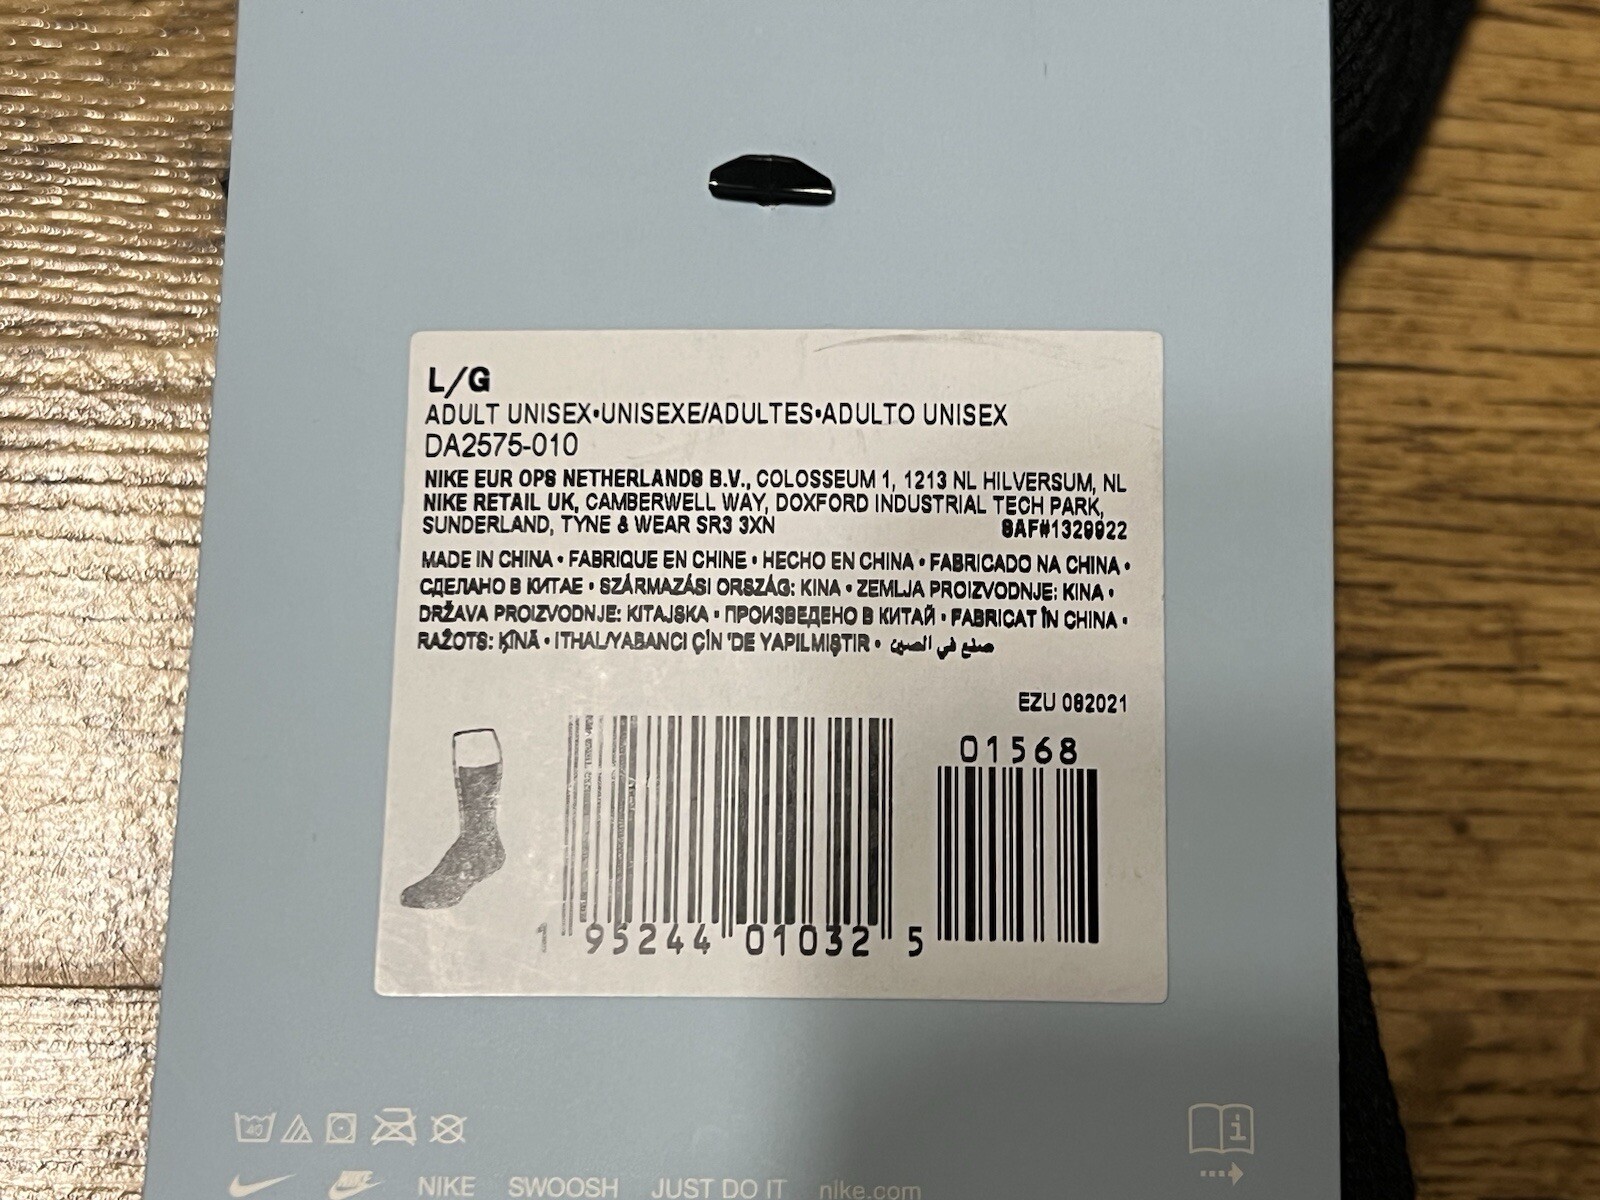 L/G
ADULT UNISEX•UNISEXE/ADULTES•ADULTO UNISEX
DA2575-010
NIKE EUR OPS NETHERLANDS B.V., COLOSSEUM 1, 1213 NL HILVERSUM, NL
NIKE RETAIL UK, CAMBERWELL WAY, DOXFORD INDUSTRIAL TECH PARK,
SUNDERLAND, TYNE & WEAR SR3 3XN SAF#1329922
MADE IN CHINA • FABRIQUE EN CHINE • HECHO EN CHINA • FABRICADO NA CHINA •
СДЕЛАНО В КИТАЕ • SZÁRMAZÁSI ORSZÁG: KINA • ZEMLJA PROIZVODNJE: KINA •
DRŽAVA PROIZVODNJE: KITAJSKA • ПРОИЗВЕДЕНО В КИТАЙ • FABRICAT ÎN CHINA •
RAŽOTS: ĶĪNĀ • ITHAL/YABANCI ÇİN 'DE YAPILMIŞTIR • صنع في الصين
EZU 082021
01568
1 95244 01032 5
40
i
NIKE NIKE SWOOSH JUST DO IT nike.com